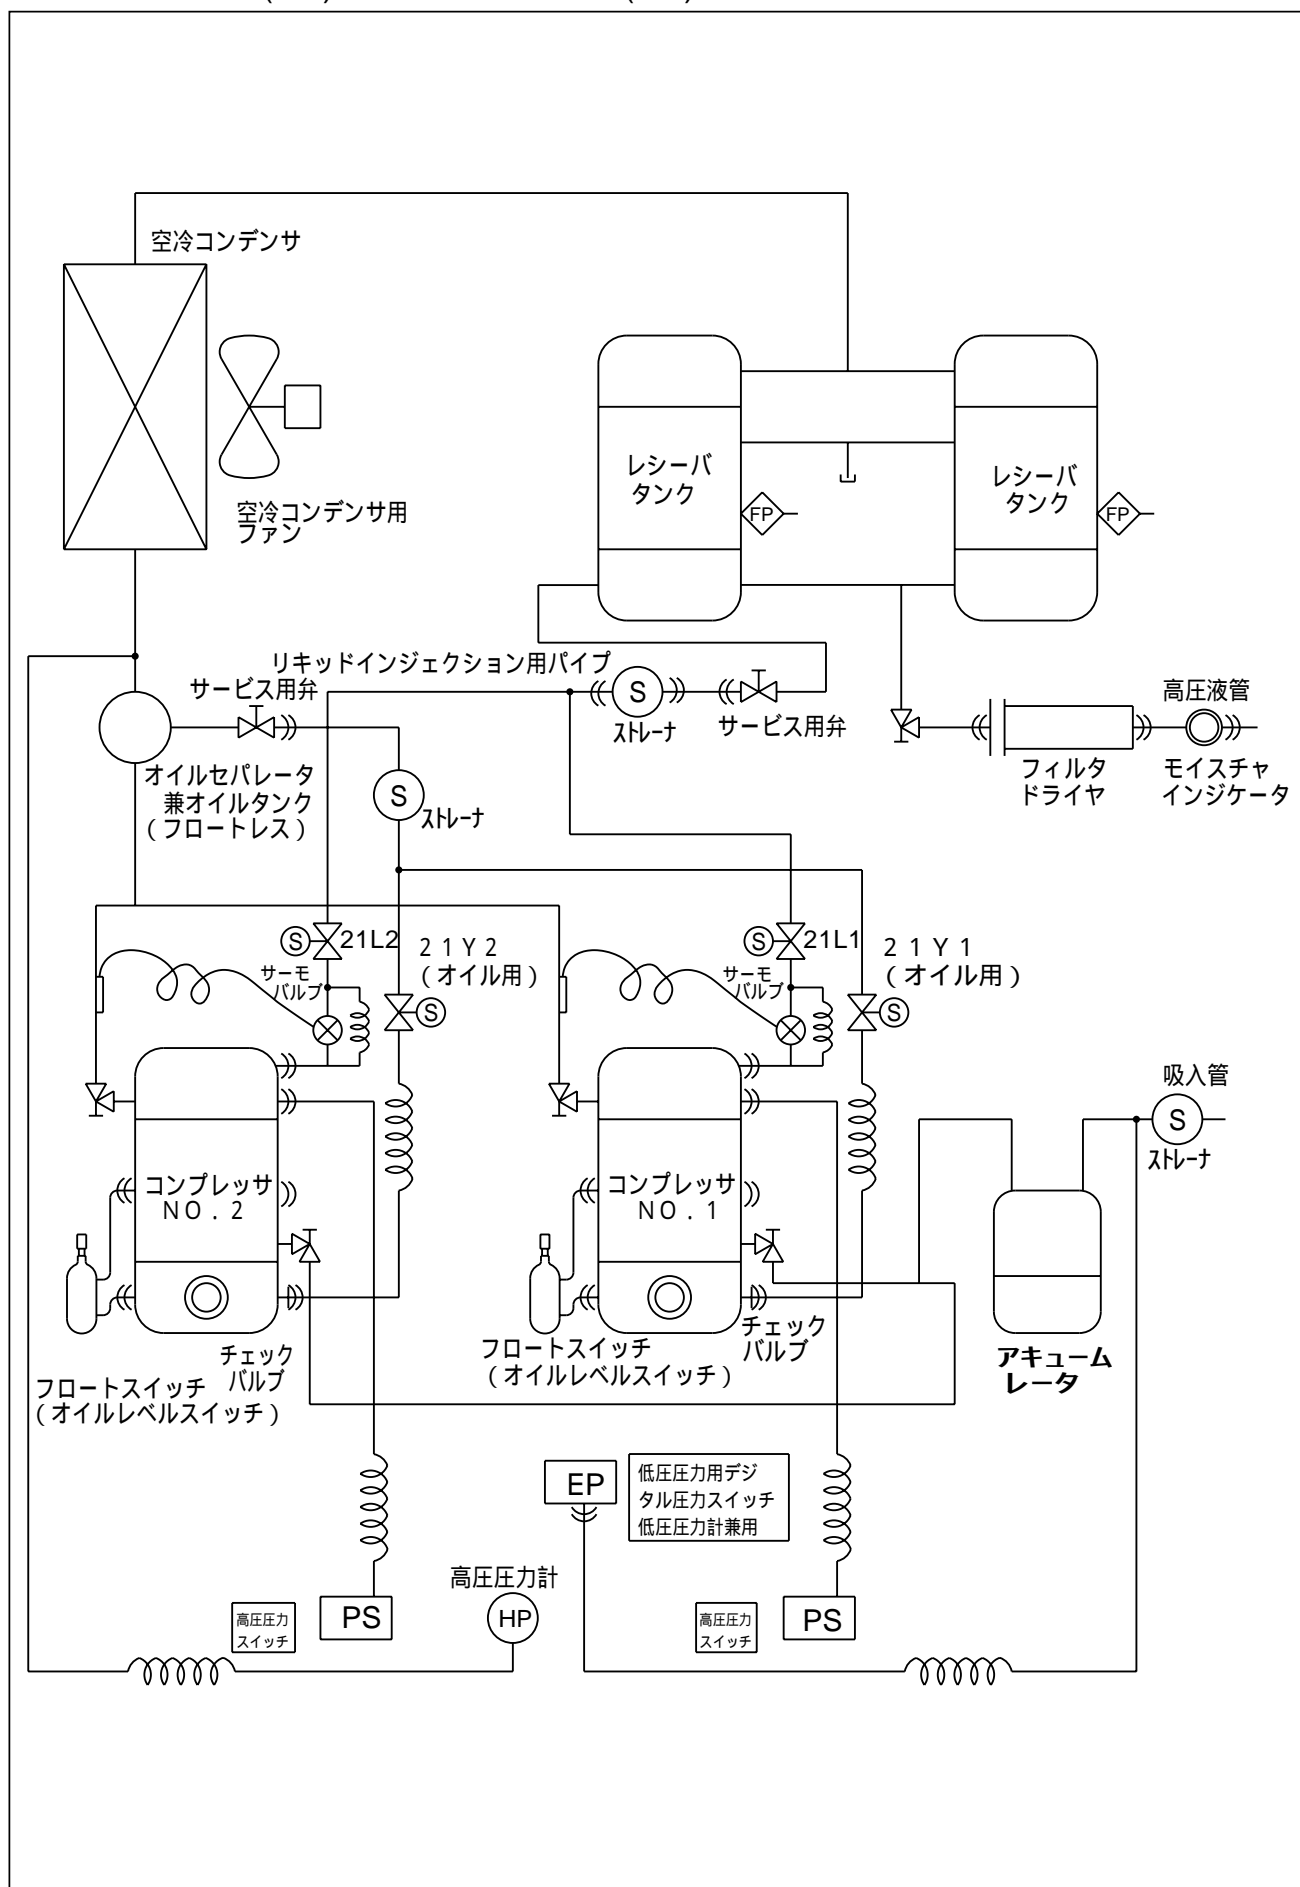 空冷コンデンサ
空冷コンデンサ用
ファン
レシーバ
タンク
FP
レシーバ
タンク
FP
リキッドインジェクション用パイプ
サービス用弁
S
ストレーナ
サービス用弁
高圧液管
フィルタ
ドライヤ
モイスチャ
インジケータ
オイルセパレータ
兼オイルタンク
(フロートレス)
S
ストレーナ
S
21L2
21Y2
(オイル用)
サーモ
バルブ
S
S
21L1
21Y1
(オイル用)
サーモ
バルブ
S
吸入管
S
ストレーナ
コンプレッサ
NO.2
コンプレッサ
NO.1
チェック
バルブ
フロートスイッチ
(オイルレベルスイッチ)
チェック
バルブ
フロートスイッチ
(オイルレベルスイッチ)
アキューム
レータ
EP
低圧圧力用デジ
タル圧力スイッチ
低圧圧力計兼用
高圧圧力計
HP
高圧圧力
スイッチ
PS
高圧圧力
スイッチ
PS